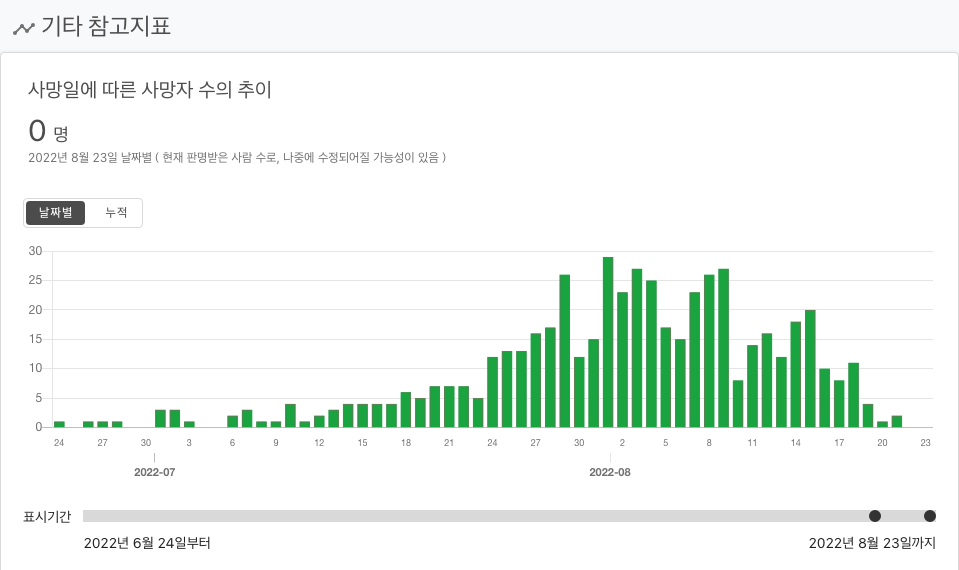 기타 참고지표
사망일에 따른 사망자 수의 추이
0 명
2022년 8월 23일 날짜별 ( 현재 판명받은 사람 수로, 나중에 수정되어질 가능성이 있음 )
날짜별 누적
30
25
20
15
10
5
0
24 27 30 3 6 9 12 15 18 21 24 27 30 2 5 8 11 14 17 20 23
2022-07 2022-08
표시기간
2022년 6월 24일부터 2022년 8월 23일까지